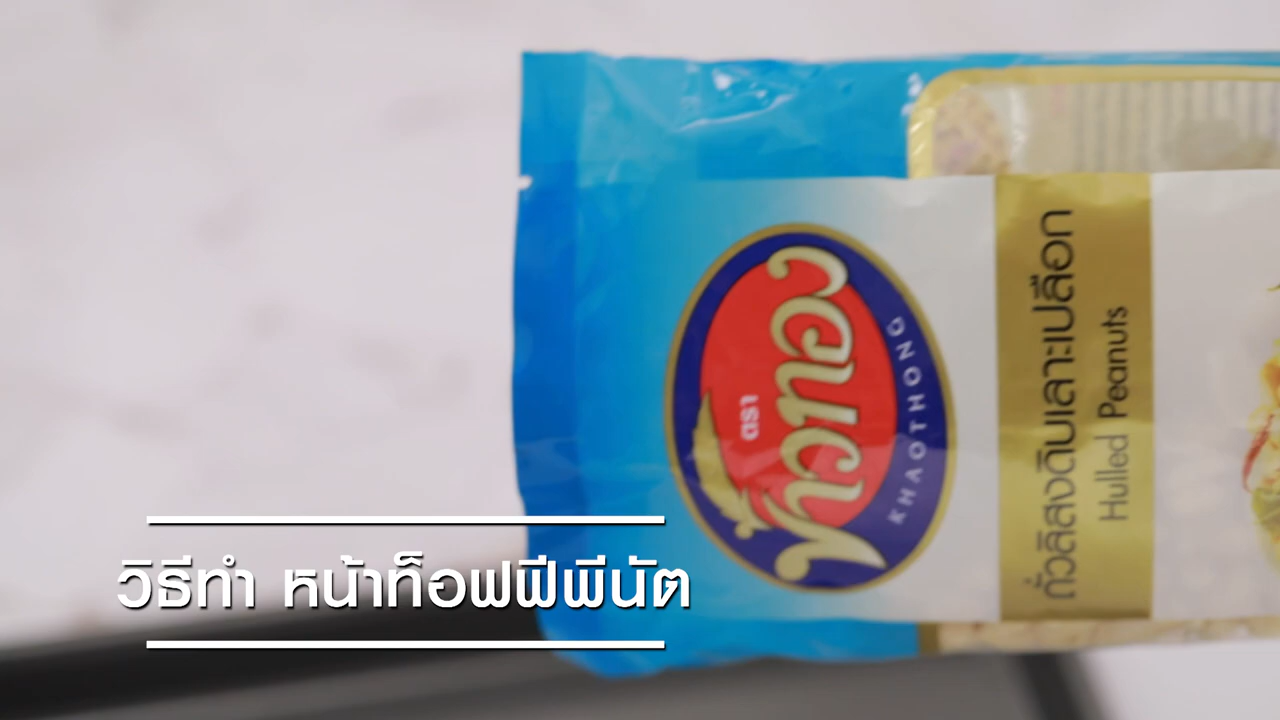 ตรา
ข้าวทอง
KHAOTHONG
ถั่วลิสงดิบเลาะเปลือก
Hulled Peanuts
วิธีทำ หน้าท็อฟฟีพีนัต